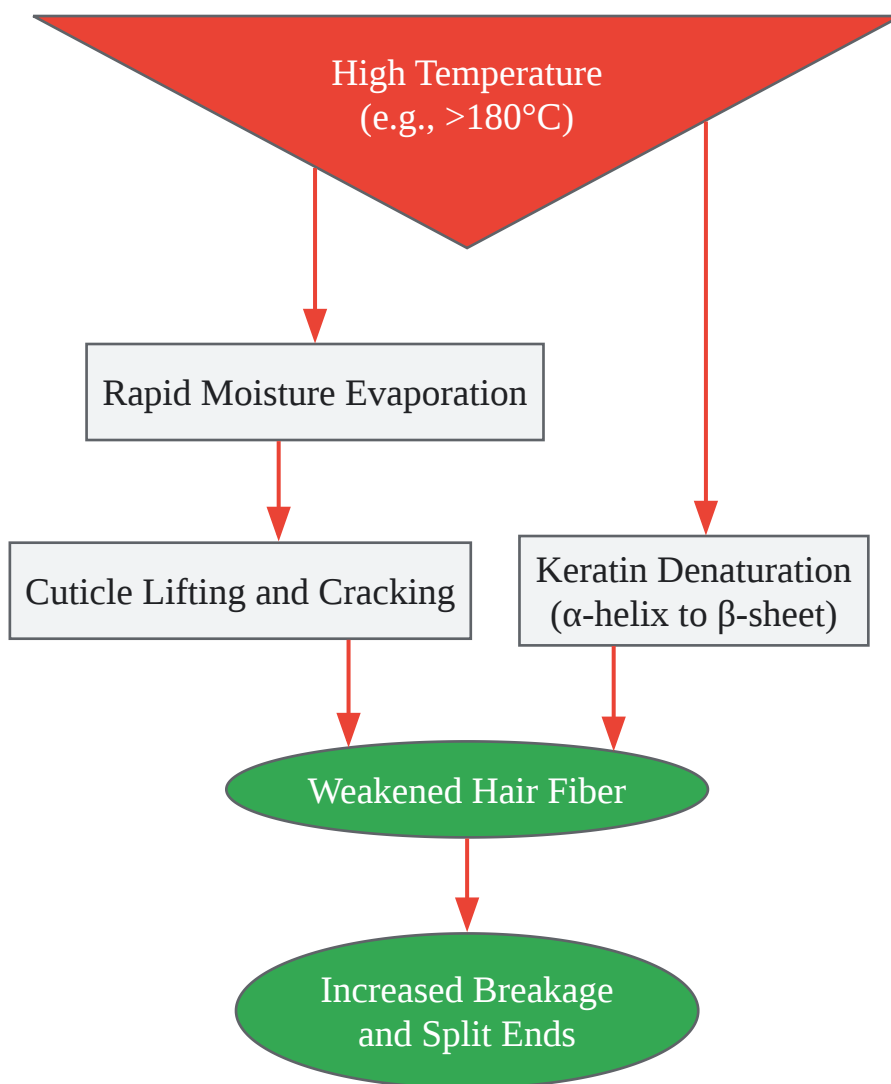 High Temperature
(e.g., >180°C)
Rapid Moisture Evaporation
Cuticle Lifting and Cracking
Keratin Denaturation
(α-helix to β-sheet)
Weakened Hair Fiber
Increased Breakage
and Split Ends